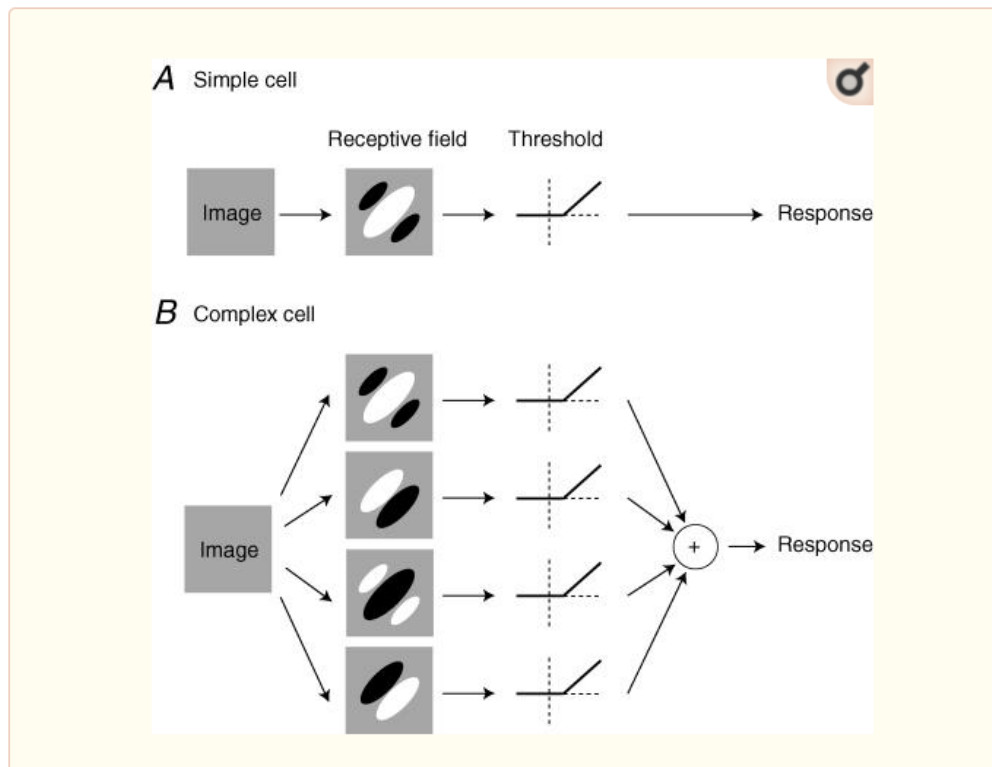 A Simple cell
Receptive field Threshold
Image Response
B Complex cell
Image + Response